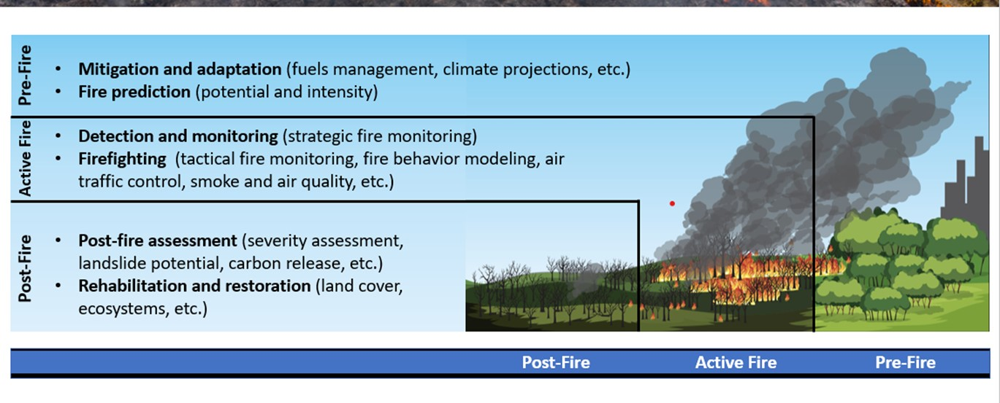 Pre-Fire
• Mitigation and adaptation (fuels management, climate projections, etc.)
• Fire prediction (potential and intensity)
Active Fire
• Detection and monitoring (strategic fire monitoring)
• Firefighting (tactical fire monitoring, fire behavior modeling, air
traffic control, smoke and air quality, etc.)
Post-Fire
• Post-fire assessment (severity assessment,
landslide potential, carbon release, etc.)
• Rehabilitation and restoration (land cover,
ecosystems, etc.)
Post-Fire Active Fire Pre-Fire